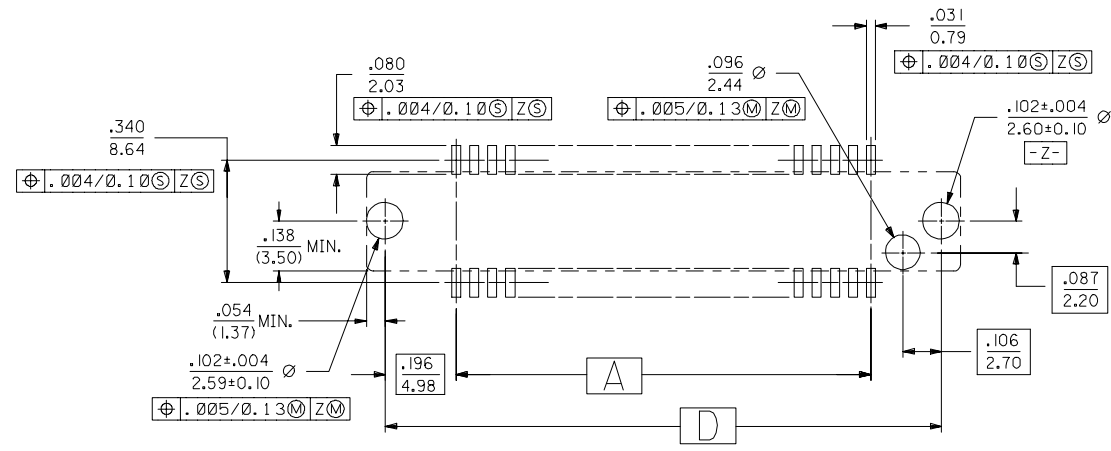 .031
0.79
⌖ .004/0.10Ⓢ ZⓈ
.080
2.03
⌖ .004/0.10Ⓢ ZⓈ
.096 ∅
2.44
⌖ .005/0.13Ⓜ ZⓂ
.102±.004 ∅
2.60±0.10
-Z-
.340
8.64
⌖ .004/0.10Ⓢ ZⓈ
.138 MIN.
(3.50)
.087
2.20
.054 MIN.
(1.37)
.106
2.70
.102±.004 ∅
2.59±0.10
⌖ .005/0.13Ⓜ ZⓂ
.196
4.98
A
D